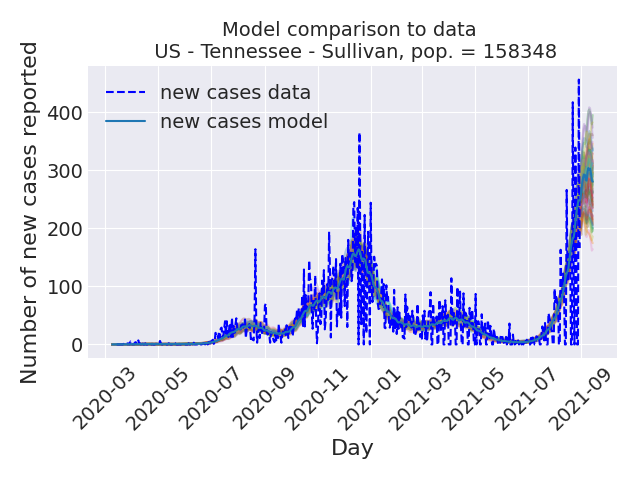 Model comparison to data
US - Tennessee - Sullivan, pop. = 158348
Number of new cases reported
400
300
200
100
0
new cases data
new cases model
2020-03
2020-05
2020-07
2020-09
2020-11
2021-01
2021-03
2021-05
2021-07
2021-09
Day